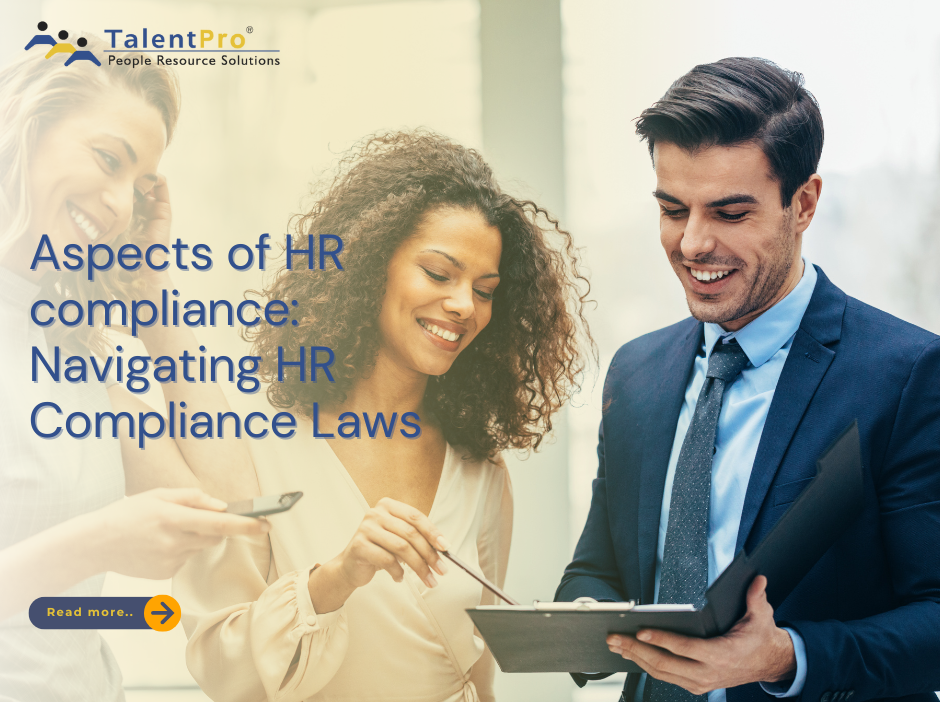 TalentPro®
People Resource Solutions
Aspects of HR
compliance:
Navigating HR
Compliance Laws
Read more..